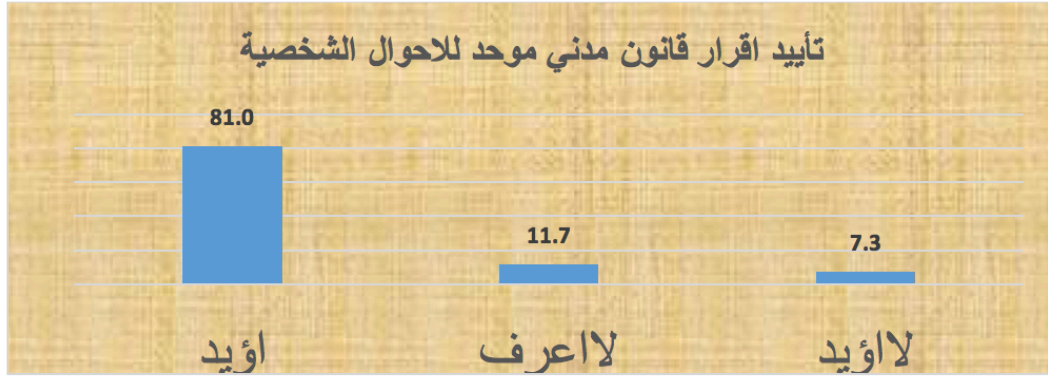 تأييد اقرار قانون مدني موحد للاحوال الشخصية
81.0
11.7
7.3
اؤيد
لااعرف
لااؤيد